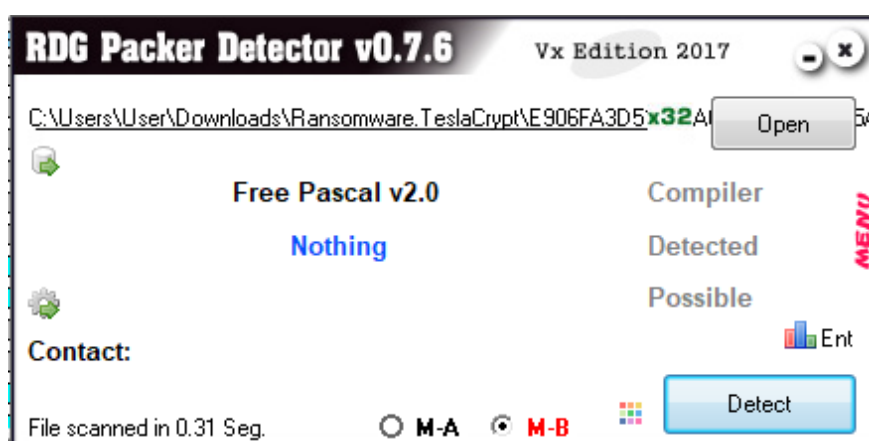 RDG Packer Detector v0.7.6 Vx Edition 2017
C:\Users\User\Downloads\Ransomware.TeslaCrypt\E906FA3D5 x32 Open
Free Pascal v2.0 Compiler
Nothing Detected
MENU
Possible
Ent
Contact:
Detect
File scanned in 0.31 Seg. M-A M-B